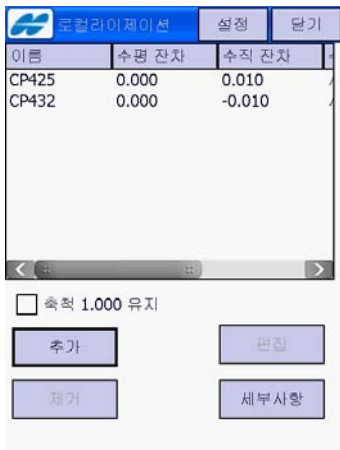 로컬라이제이션 설정 닫기
이름 수평 잔차 수직 잔차
CP425 0.000 0.010
CP432 0.000 -0.010
축척 1.000 유지
추가 편집
제거 세부사항